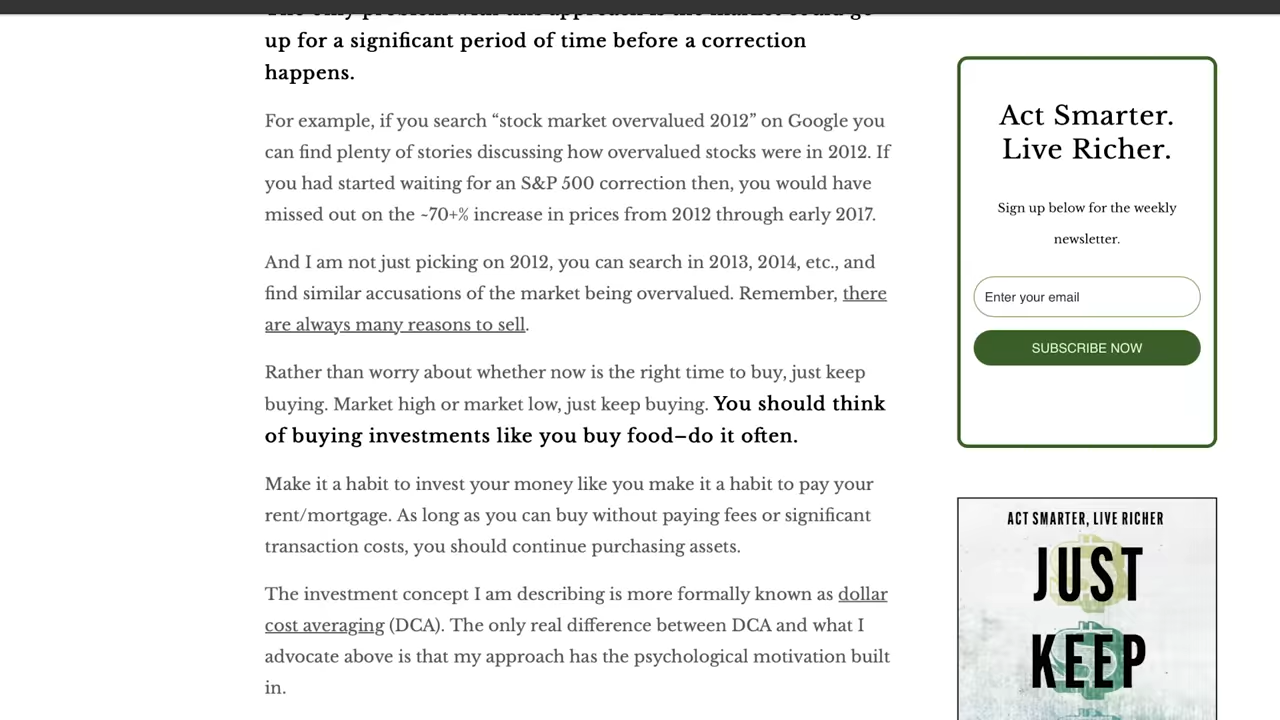 The only problem with this approach is the market could go
up for a significant period of time before a correction
happens.
For example, if you search “stock market overvalued 2012” on Google you
can find plenty of stories discussing how overvalued stocks were in 2012. If
you had started waiting for an S&P 500 correction then, you would have
missed out on the ~70+% increase in prices from 2012 through early 2017.
And I am not just picking on 2012, you can search in 2013, 2014, etc., and
find similar accusations of the market being overvalued. Remember, there
are always many reasons to sell.
Rather than worry about whether now is the right time to buy, just keep
buying. Market high or market low, just keep buying. You should think
of buying investments like you buy food–do it often.
Make it a habit to invest your money like you make it a habit to pay your
rent/mortgage. As long as you can buy without paying fees or significant
transaction costs, you should continue purchasing assets.
The investment concept I am describing is more formally known as dollar
cost averaging (DCA). The only real difference between DCA and what I
advocate above is that my approach has the psychological motivation built
in.
Act Smarter.
Live Richer.
Sign up below for the weekly
newsletter.
Enter your email
SUBSCRIBE NOW
ACT SMARTER, LIVE RICHER
JUST
KEEP